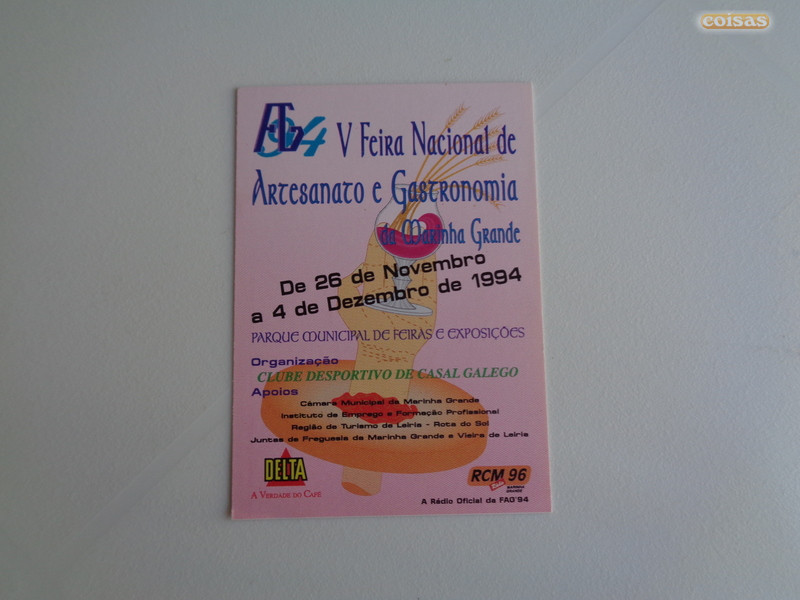 coisas
FAG 94
V Feira Nacional de
Artesanato e Gastronomia
da Marinha Grande
De 26 de Novembro
a 4 de Dezembro de 1994
PARQUE MUNICIPAL DE FEIRAS E EXPOSIÇÕES
Organização
CLUBE DESPORTIVO DE CASAL GALEGO
Apoios
Câmara Municipal da Marinha Grande
Instituto de Emprego e Formação Profissional
Região de Turismo de Leiria - Rota do Sol
Juntas de Freguesia da Marinha Grande e Vieira de Leiria
DELTA
A VERDADE DO CAFÉ
RCM 96
MARINHA
GRANDE
A Rádio Oficial da FAG'94